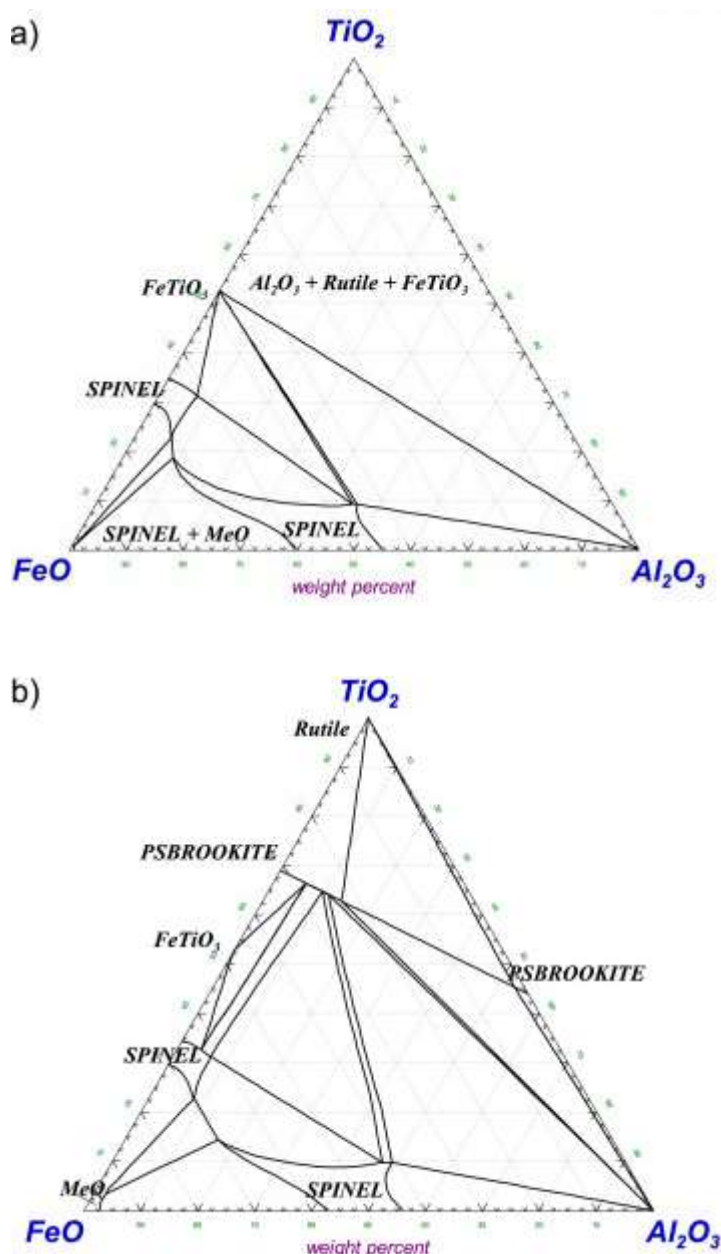 a)
TiO2
FeTiO3
Al2O3 + Rutile + FeTiO3
SPINEL
SPINEL + MeO
SPINEL
FeO
Al2O3
weight percent
b)
TiO2
Rutile
PSBROOKITE
FeTiO3
PSBROOKITE
SPINEL
MeO
SPINEL
FeO
Al2O3
weight percent